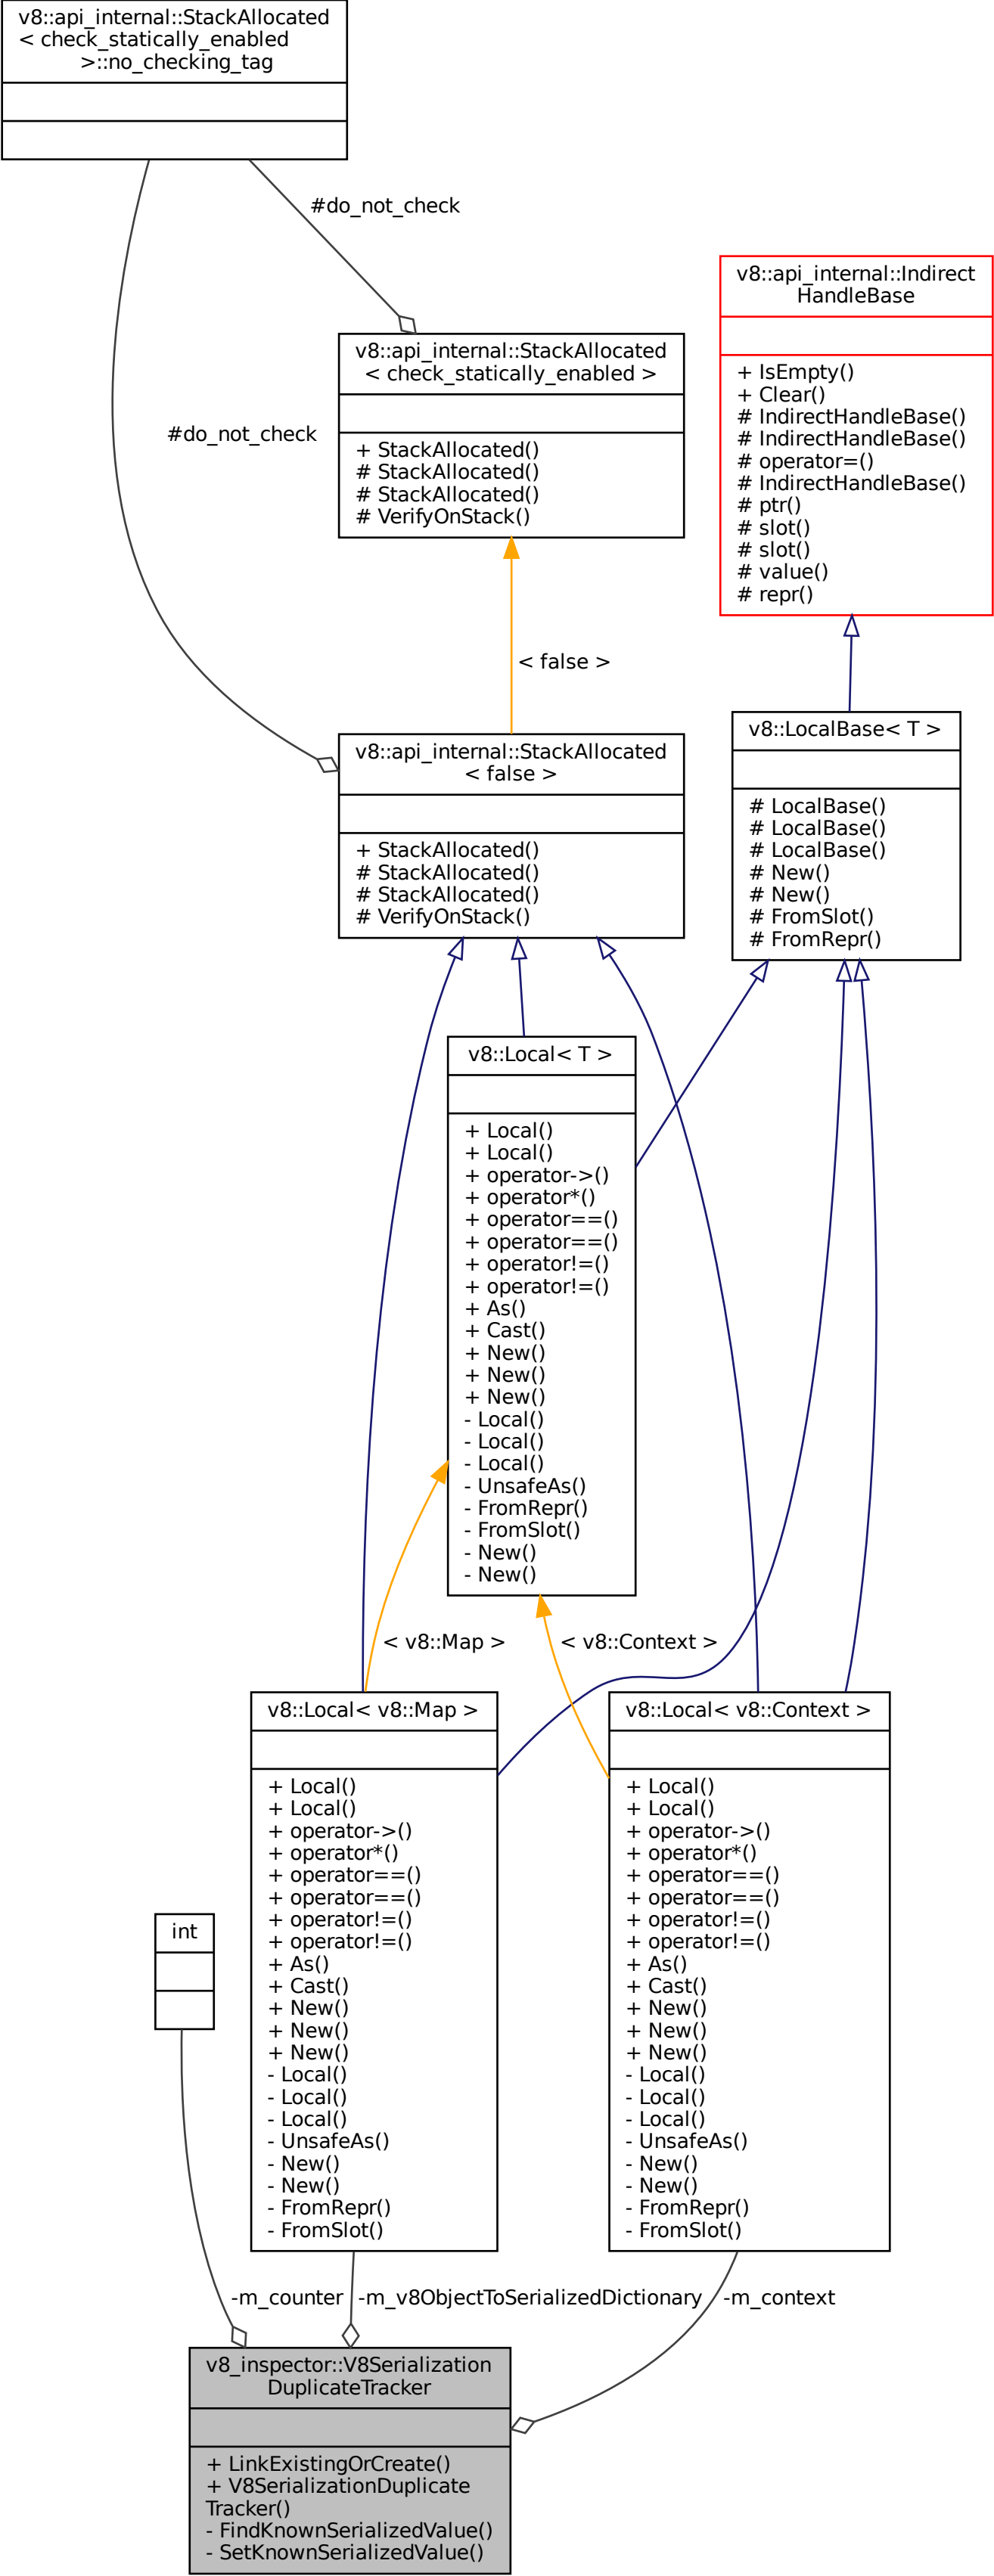 v8::api_internal::StackAllocated
< check_statically_enabled
>::no_checking_tag
#do_not_check
v8::api_internal::Indirect
HandleBase
+ IsEmpty()
+ Clear()
# IndirectHandleBase()
# IndirectHandleBase()
# operator=()
# IndirectHandleBase()
# ptr()
# slot()
# slot()
# value()
# repr()
v8::api_internal::StackAllocated
< check_statically_enabled >
+ StackAllocated()
# StackAllocated()
# StackAllocated()
# VerifyOnStack()
#do_not_check
< false >
v8::api_internal::StackAllocated
< false >
+ StackAllocated()
# StackAllocated()
# StackAllocated()
# VerifyOnStack()
v8::LocalBase< T >
# LocalBase()
# LocalBase()
# LocalBase()
# New()
# New()
# FromSlot()
# FromRepr()
v8::Local< T >
+ Local()
+ Local()
+ operator->()
+ operator*()
+ operator==()
+ operator==()
+ operator!=()
+ operator!=()
+ As()
+ Cast()
+ New()
+ New()
+ New()
- Local()
- Local()
- Local()
- UnsafeAs()
- FromRepr()
- FromSlot()
- New()
- New()
< v8::Map >
< v8::Context >
v8::Local< v8::Map >
+ Local()
+ Local()
+ operator->()
+ operator*()
+ operator==()
+ operator==()
+ operator!=()
+ operator!=()
+ As()
+ Cast()
+ New()
+ New()
+ New()
- Local()
- Local()
- Local()
- UnsafeAs()
- New()
- New()
- FromRepr()
- FromSlot()
v8::Local< v8::Context >
+ Local()
+ Local()
+ operator->()
+ operator*()
+ operator==()
+ operator==()
+ operator!=()
+ operator!=()
+ As()
+ Cast()
+ New()
+ New()
+ New()
- Local()
- Local()
- Local()
- UnsafeAs()
- New()
- New()
- FromRepr()
- FromSlot()
int
-m_counter
-m_v8ObjectToSerializedDictionary
-m_context
v8_inspector::V8Serialization
DuplicateTracker
+ LinkExistingOrCreate()
+ V8SerializationDuplicate
Tracker()
- FindKnownSerializedValue()
- SetKnownSerializedValue()